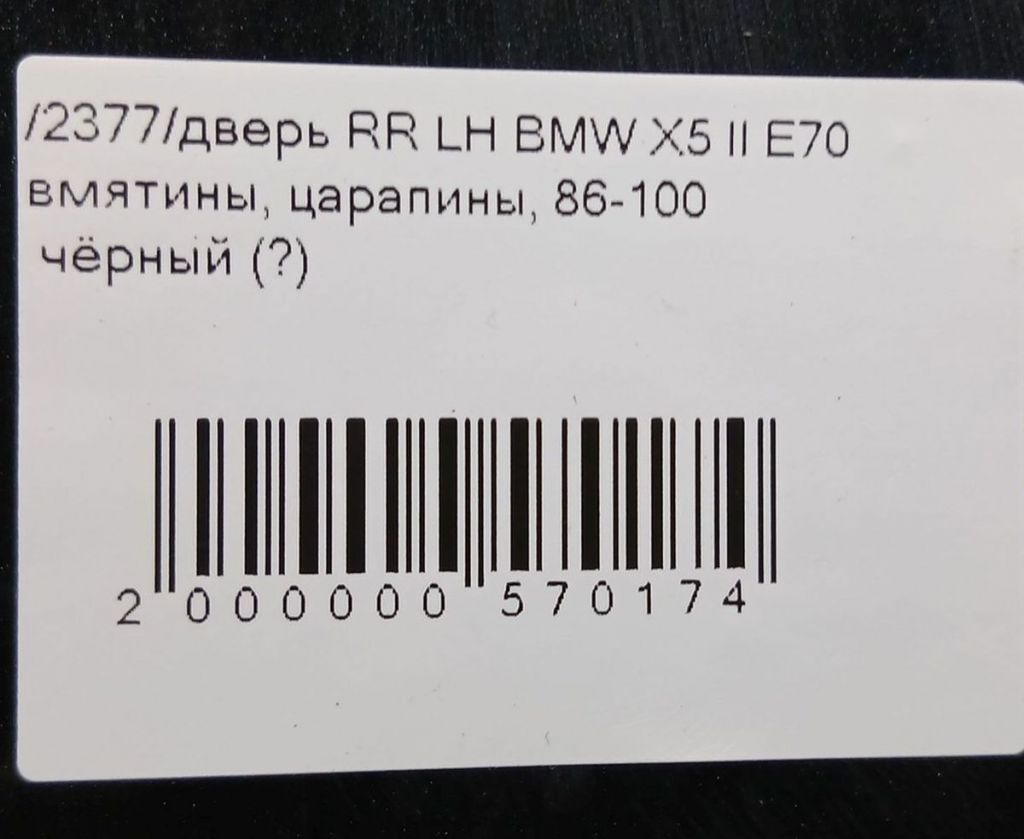 /2377/дверь RR LH BMW X5 II E70
вмятины, царапины, 86-100
чёрный (?)
2 000000 570174